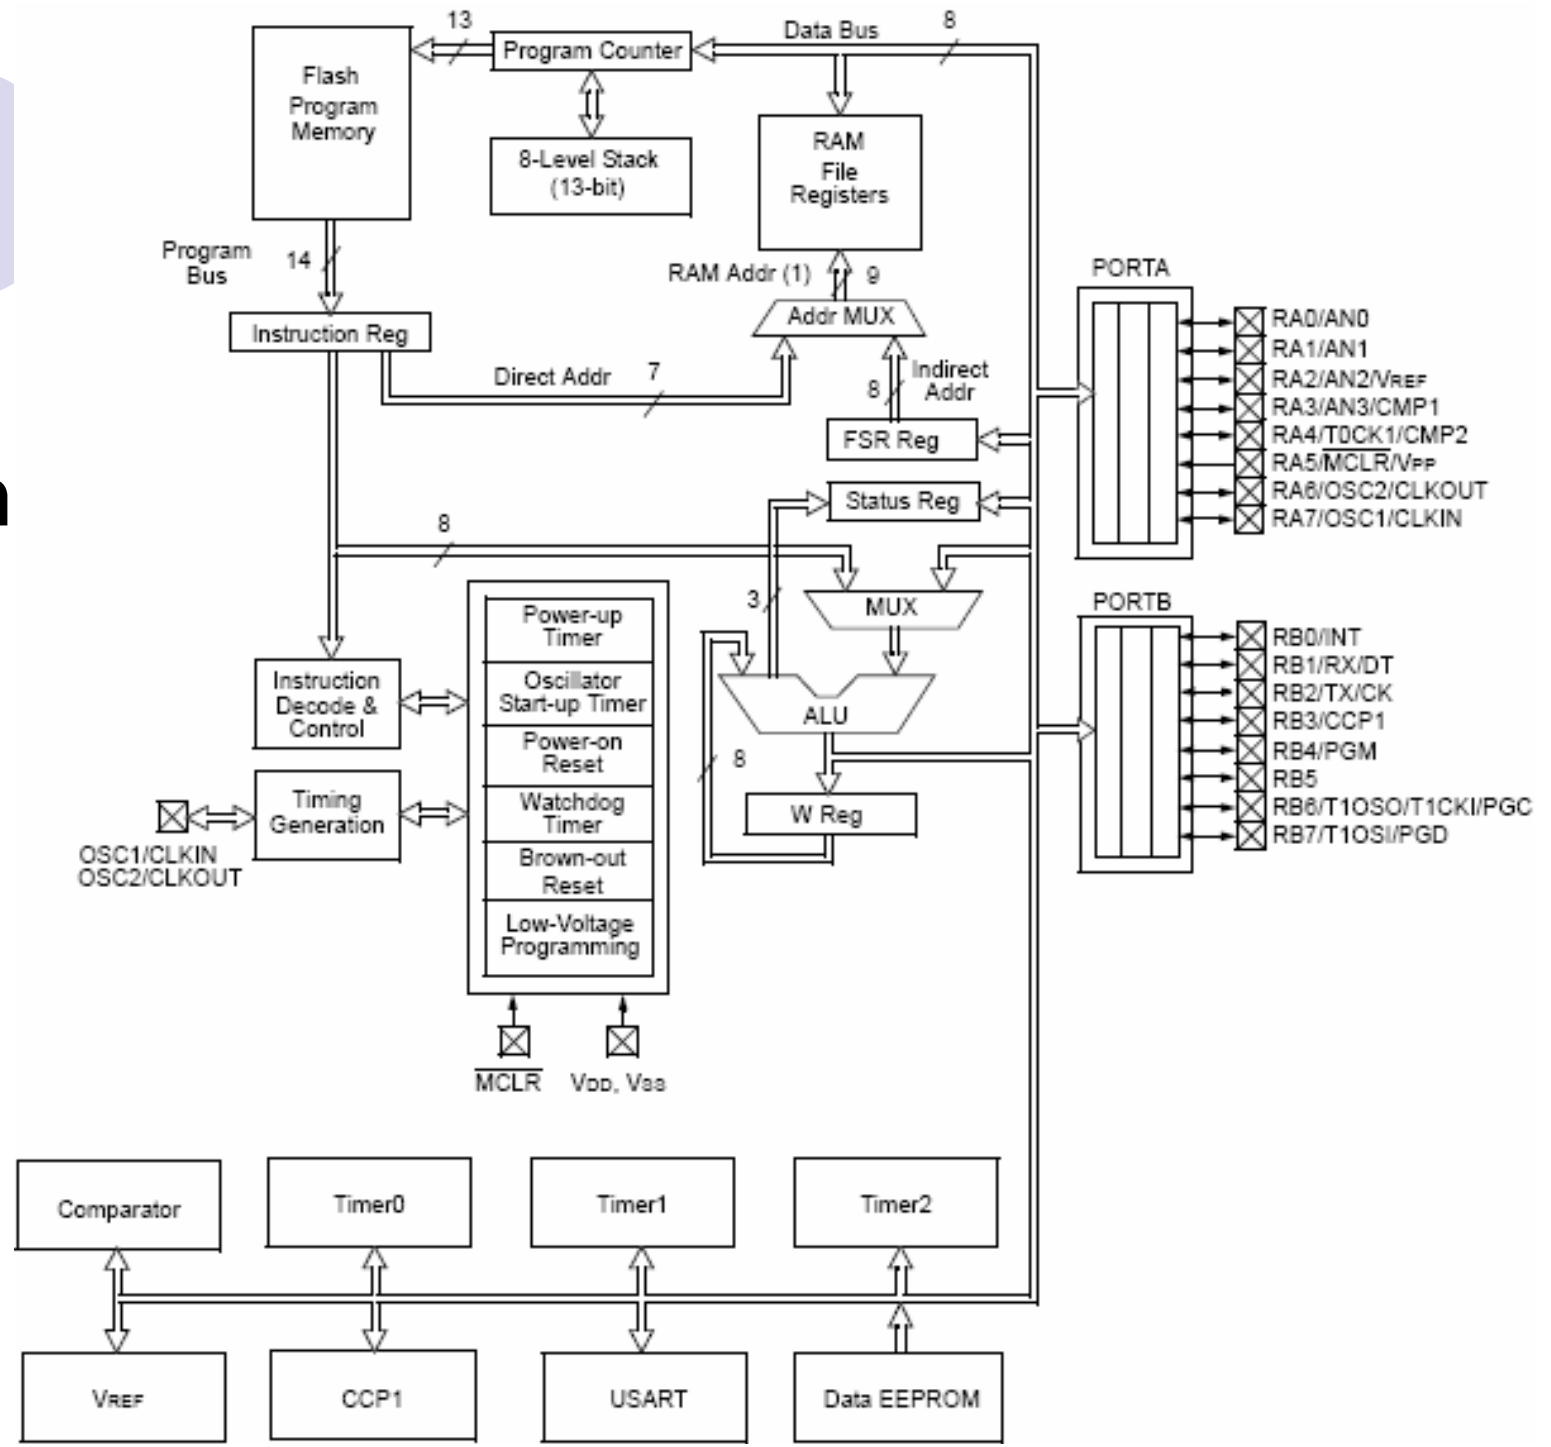 13
Data Bus
8
Program Counter
Flash
Program
Memory
8-Level Stack
(13-bit)
RAM
File
Registers
Program
Bus
14
RAM Addr (1)
9
Addr MUX
Instruction Reg
Direct Addr
7
Indirect
Addr
8
FSR Reg
Status Reg
8
3
MUX
ALU
8
W Reg
Instruction
Decode &
Control
Timing
Generation
OSC1/CLKIN
OSC2/CLKOUT
Power-up
Timer
Oscillator
Start-up Timer
Power-on
Reset
Watchdog
Timer
Brown-out
Reset
Low-Voltage
Programming
MCLR
VDD, VSS
PORTA
RA0/AN0
RA1/AN1
RA2/AN2/VREF
RA3/AN3/CMP1
RA4/T0CK1/CMP2
RA5/MCLR/VPP
RA6/OSC2/CLKOUT
RA7/OSC1/CLKIN
PORTB
RB0/INT
RB1/RX/DT
RB2/TX/CK
RB3/CCP1
RB4/PGM
RB5
RB6/T1OSO/T1CKI/PGC
RB7/T1OSI/PGD
Comparator
Timer0
Timer1
Timer2
VREF
CCP1
USART
Data EEPROM